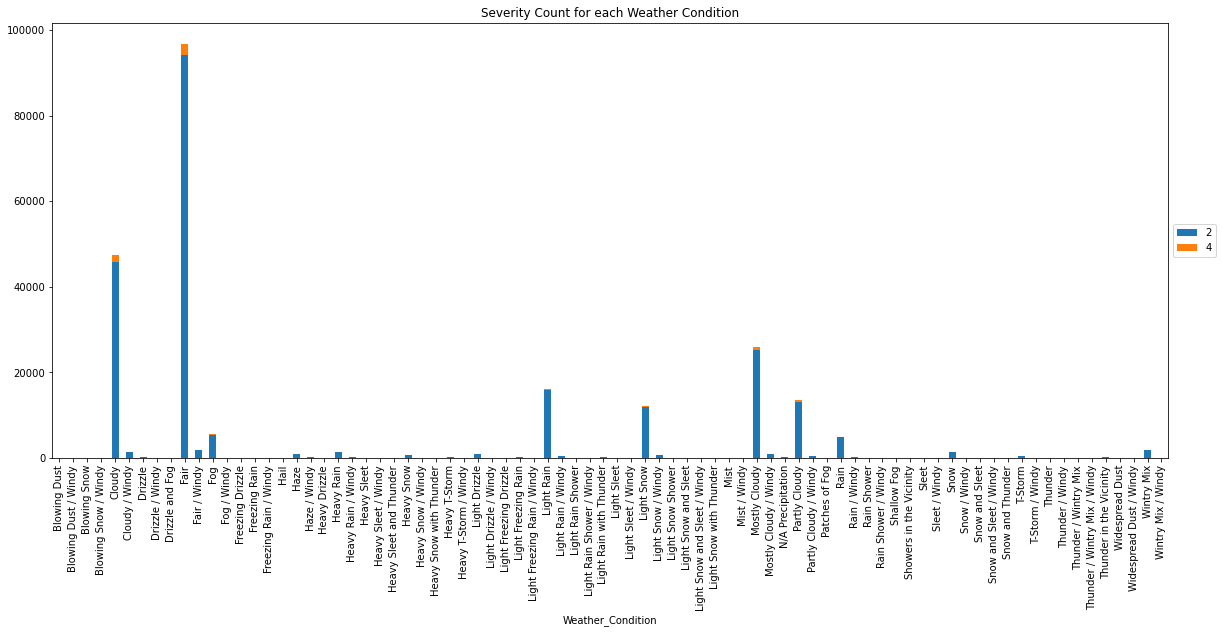 Severity Count for each Weather Condition
100000
80000
60000
40000
20000
0
2
4
Blowing Dust
Blowing Dust / Windy
Blowing Snow
Blowing Snow / Windy
Cloudy
Cloudy / Windy
Drizzle
Drizzle / Windy
Drizzle and Fog
Fair
Fair / Windy
Fog
Fog / Windy
Freezing Drizzle
Freezing Rain
Freezing Rain / Windy
Hail
Haze
Haze / Windy
Heavy Drizzle
Heavy Rain
Heavy Rain / Windy
Heavy Sleet
Heavy Sleet / Windy
Heavy Sleet and Thunder
Heavy Snow
Heavy Snow / Windy
Heavy Snow with Thunder
Heavy T-Storm
Heavy T-Storm / Windy
Light Drizzle
Light Drizzle / Windy
Light Freezing Drizzle
Light Freezing Rain
Light Freezing Rain / Windy
Light Rain
Light Rain / Windy
Light Rain Shower
Light Rain Shower / Windy
Light Rain with Thunder
Light Sleet
Light Sleet / Windy
Light Snow
Light Snow / Windy
Light Snow Shower
Light Snow and Sleet
Light Snow and Sleet / Windy
Light Snow with Thunder
Mist
Mist / Windy
Mostly Cloudy
Mostly Cloudy / Windy
N/A Precipitation
Partly Cloudy
Partly Cloudy / Windy
Patches of Fog
Rain
Rain / Windy
Rain Shower
Rain Shower / Windy
Shallow Fog
Showers in the Vicinity
Sleet
Sleet / Windy
Snow
Snow / Windy
Snow and Sleet
Snow and Sleet / Windy
Snow and Thunder
T-Storm
T-Storm / Windy
Thunder
Thunder / Windy
Thunder / Wintry Mix
Thunder / Wintry Mix / Windy
Thunder in the Vicinity
Widespread Dust
Widespread Dust / Windy
Wintry Mix
Wintry Mix / Windy
Weather_Condition